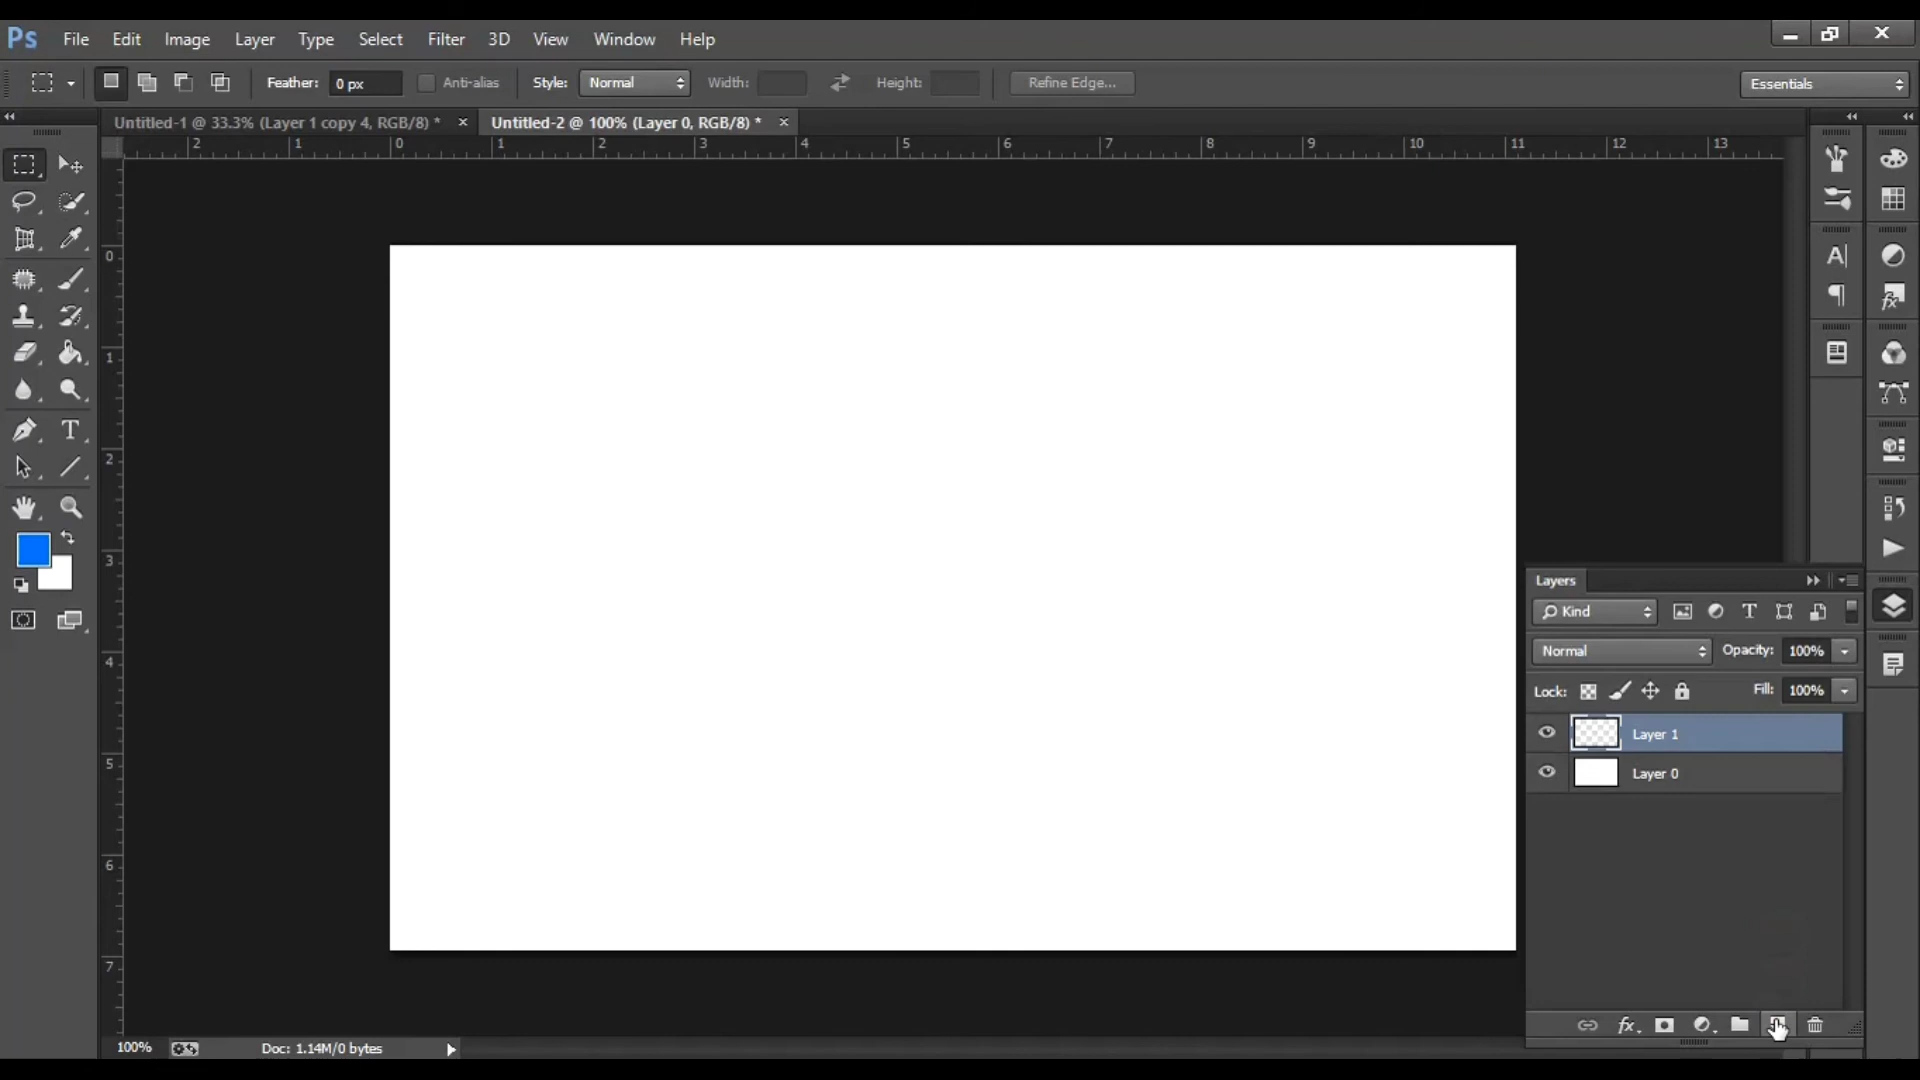 Ps File Edit Image Layer Type Select Filter 3D View Window Help
Feather: 0 px Anti-alias Style: Normal Width: Height: Refine Edge... Essentials
Untitled-1 @ 33.3% (Layer 1 copy 4, RGB/8) * × Untitled-2 @ 100% (Layer 0, RGB/8) * ×
2 1 0 1 2 3 4 5 6 7 8 9 10 11 12 13
0
1
2
3
4
5
6
7
Layers
Kind
Normal Opacity: 100%
Lock: Fill: 100%
Layer 1
Layer 0
fx
100% Doc: 1.14M/0 bytes